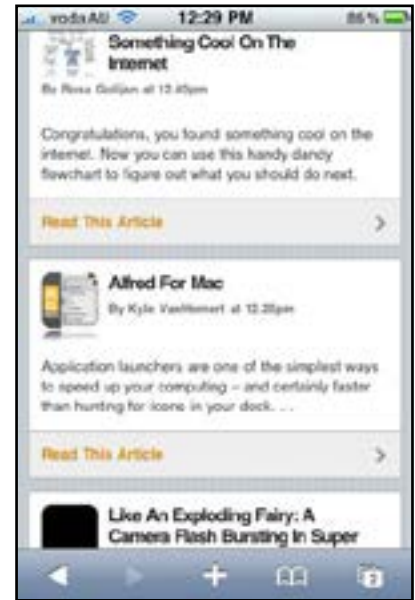 voda AU 12:29 PM 86%
Something Cool On The
Internet
By Rosa Golijan at 12.40pm
Congratulations, you found something cool on the
internet. Now you can use this handy dandy
flowchart to figure out what you should do next.
Read This Article
Alfred For Mac
By Kyle VanHemert at 12.20pm
Application launchers are one of the simplest ways
to speed up your computing – and certainly faster
than hunting for icons in your dock. . .
Read This Article
Like An Exploding Fairy: A
Camera Flash Bursting In Super